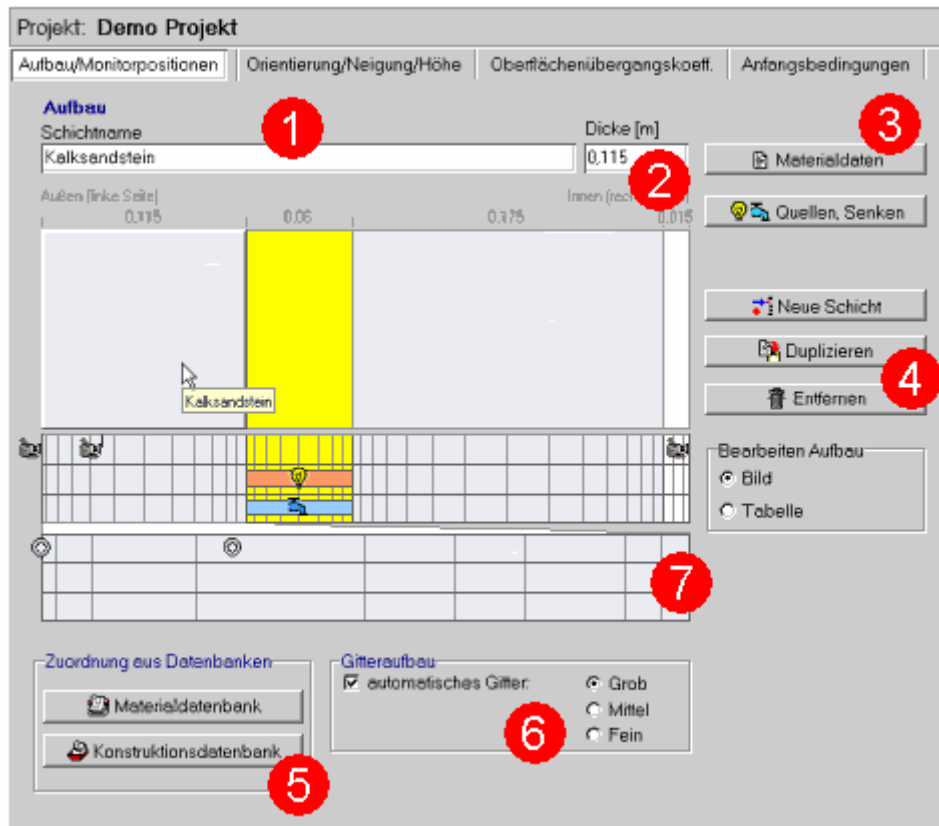 Projekt: Demo Projekt
Aufbau/Monitorpositionen Orientierung/Neigung/Höhe Oberflächenübergangskoeff. Anfangsbedingungen
Aufbau
1
3
Schichtname Dicke [m]
Kalksandstein 0,115
Materialdaten
2
Außen [linke Seite] Innen [rec
0,115 0.06 0.175 0.015
Quellen, Senken
Neue Schicht
Duplizieren
4
Kalksandstein
Entfernen
Bearbeiten Aufbau
Bild
Tabelle
7
Zuordnung aus Datenbanken Gitteraufbau
automatisches Gitter: Grob
Materialdatenbank Mittel
6
Fein
Konstruktionsdatenbank
5